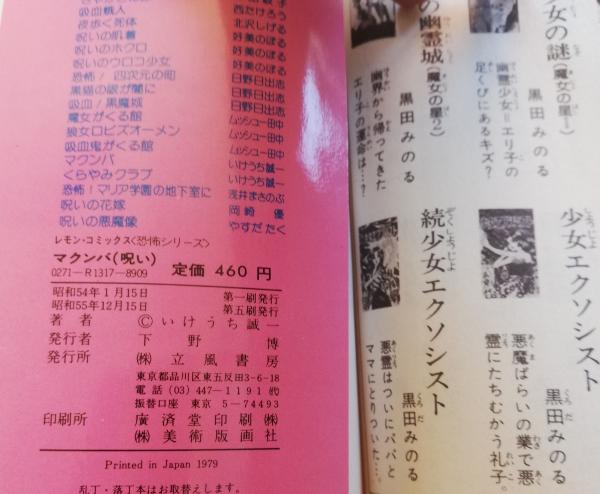 吸血蛾人
西たけろう
夜歩く死体
北沢しげる
呪いの肌着
好美のぼる
呪いのホクロ
好美のぼる
呪いのウロコ少女
好美のぼる
恐怖!四次元の町
日野日出志
黒猫の眼が闇に
日野日出志
吸血!黒魔城
日野日出志
魔女がくる館
ムッシュー田中
狼女ロビズオーメン
ムッシュー田中
吸血鬼がくる館
ムッシュー田中
マクンバ
いけうち誠一
くらやみクラブ
いけうち誠一
恐怖!マリア学園の地下室に
浅井まさのぶ
呪いの花嫁
岡崎 優
呪いの悪魔像
やすだたく
レモン・コミックス〈恐怖シリーズ〉
マクンバ(呪い)
0271-R1317-8909 定価 460円
昭和54年1月15日 第一刷発行
昭和55年12月15日 第五刷発行
著者 ©いけうち誠一
発行者 下野 博
発行所 ㈱立風書房
東京都品川区東五反田3-6-18
電話(03)447-1191㈹
振替口座 東京5-74493
印刷所 廣済堂印刷㈱
㈱美術版画社
Printed in Japan 1979
乱丁・落丁本はお取替えします。
少女の謎(魔女の星1)
黒田みのる
幽霊少女=エリ子の
足くびにあるキズ?
の幽霊城(魔女の星2)
黒田みのる
幽界から帰ってきた
エリ子の運命は…?
少女エクソシスト
黒田みのる
悪魔ばらいの業で悪
霊にたちむかう礼子。
続少女エクソシスト
黒田みのる
悪霊はついにパパと
ママにとりついた…。